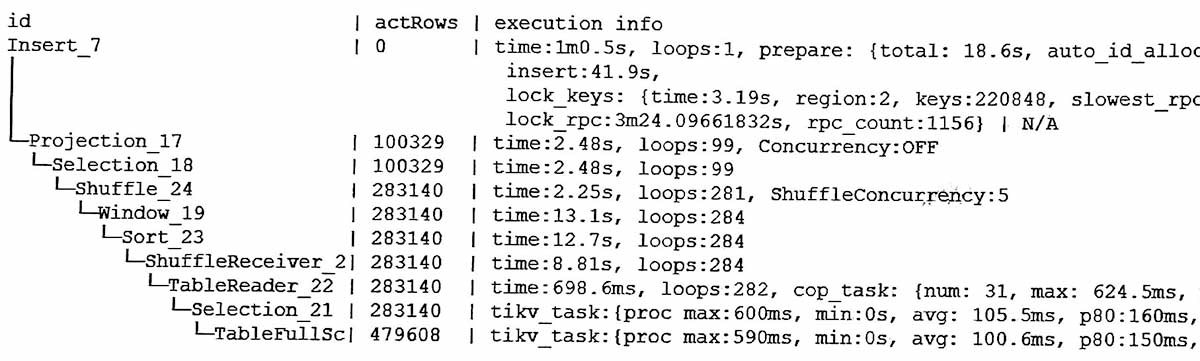 id | actRows | execution info
Insert_7 | 0 | time:1m0.5s, loops:1, prepare: {total: 18.6s, auto_id_alloc
insert:41.9s,
lock_keys: {time:3.19s, region:2, keys:220848, slowest_rpc
lock_rpc:3m24.09661832s, rpc_count:1156} | N/A
└─Projection_17 | 100329 | time:2.48s, loops:99, Concurrency:OFF
└─Selection_18 | 100329 | time:2.48s, loops:99
└─Shuffle_24 | 283140 | time:2.25s, loops:281, ShuffleConcurrency:5
└─Window_19 | 283140 | time:13.1s, loops:284
└─Sort_23 | 283140 | time:12.7s, loops:284
└─ShuffleReceiver_2| 283140 | time:8.81s, loops:284
└─TableReader_22 | 283140 | time:698.6ms, loops:282, cop_task: {num: 31, max: 624.5ms,
└─Selection_21 | 283140 | tikv_task:{proc max:600ms, min:0s, avg: 105.5ms, p80:160ms,
└─TableFullSc| 479608 | tikv_task:{proc max:590ms, min:0s, avg: 100.6ms, p80:150ms,